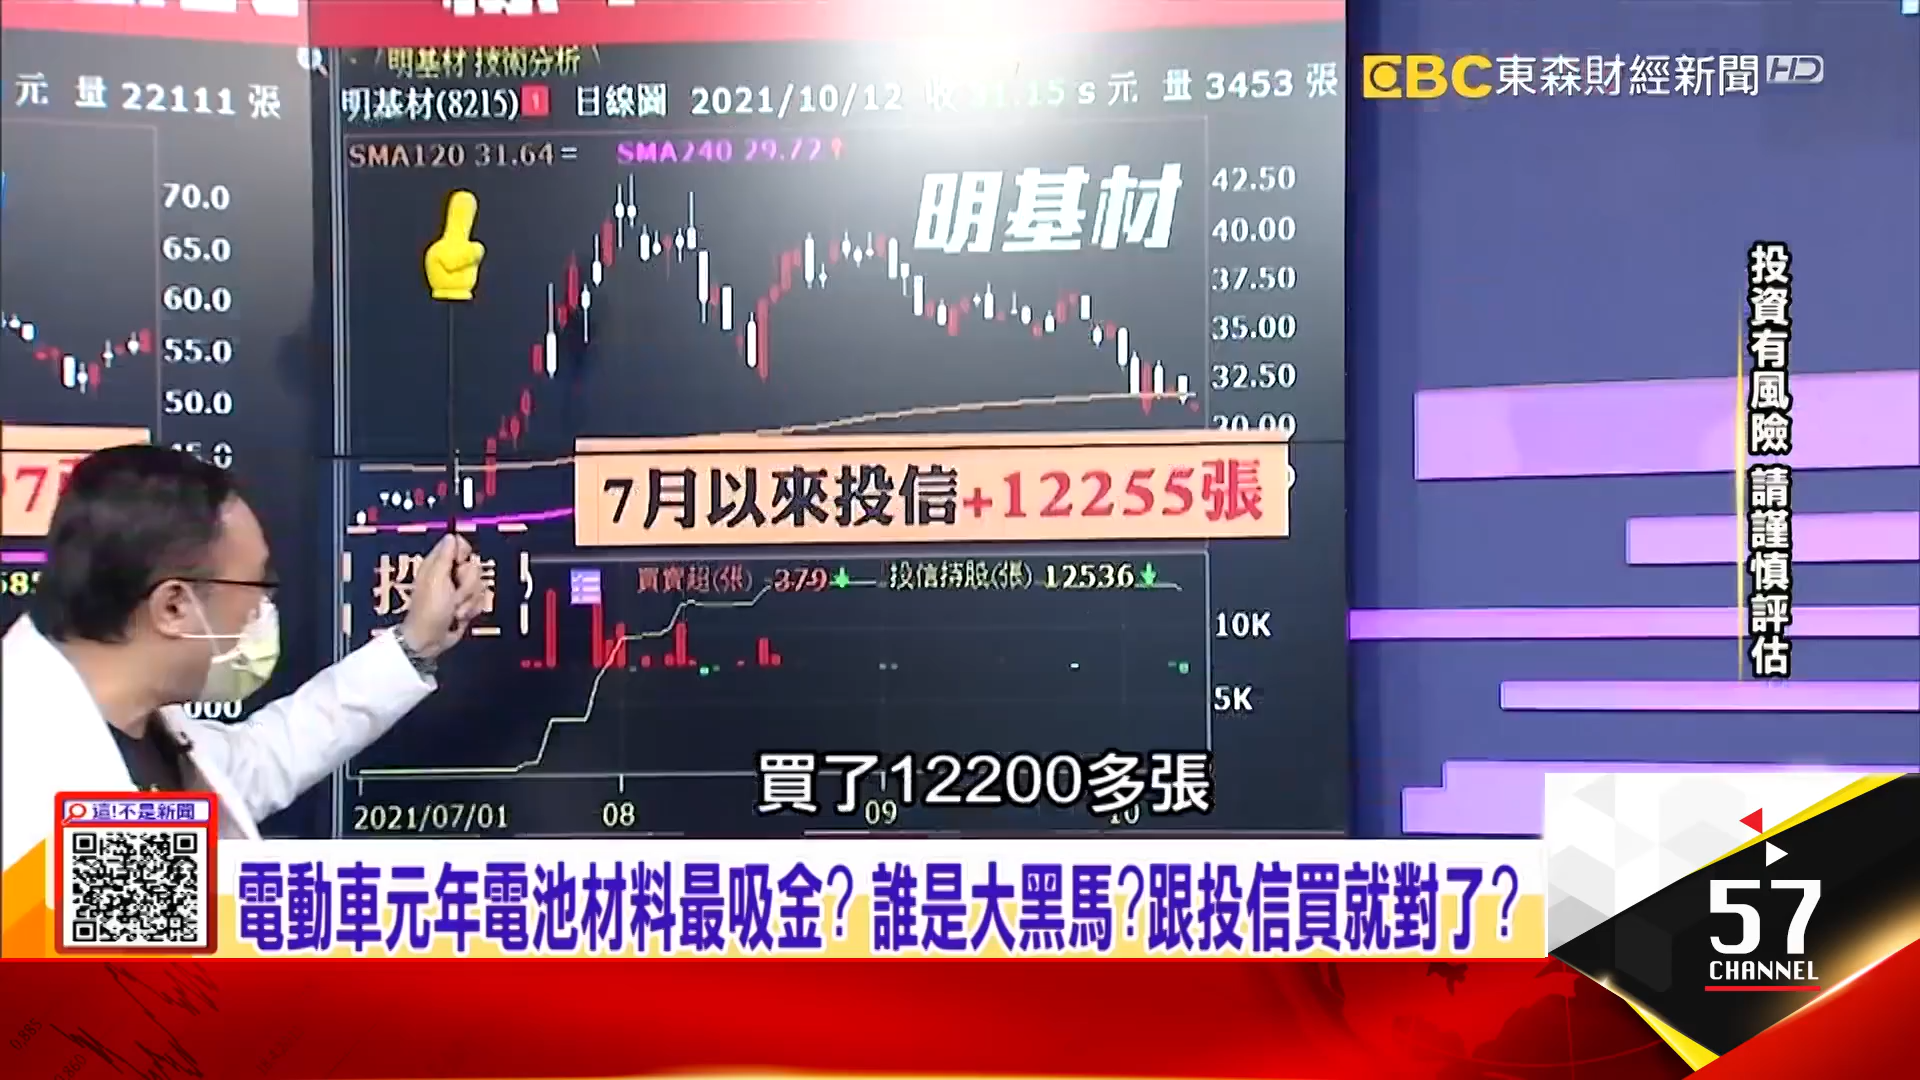 明基材 技術分析
元 量 22111 張
明基材(8215) 日線圖 2021/10/12 收 31.15 s 元 量 3453 張
EBC 東森財經新聞 HD
SMA120 31.64 = SMA240 29.72
明基材
70.0
65.0
60.0
55.0
50.0
42.50
40.00
37.50
35.00
32.50
7月以來投信+12255張
買賣超(張) -379 投信持股(張) 12536
10K
5K
2021/07/01 08 09 10
投資有風險 請謹慎評估
買了12200多張
這!不是新聞
電動車元年電池材料最吸金? 誰是大黑馬?跟投信買就對了?
57
CHANNEL